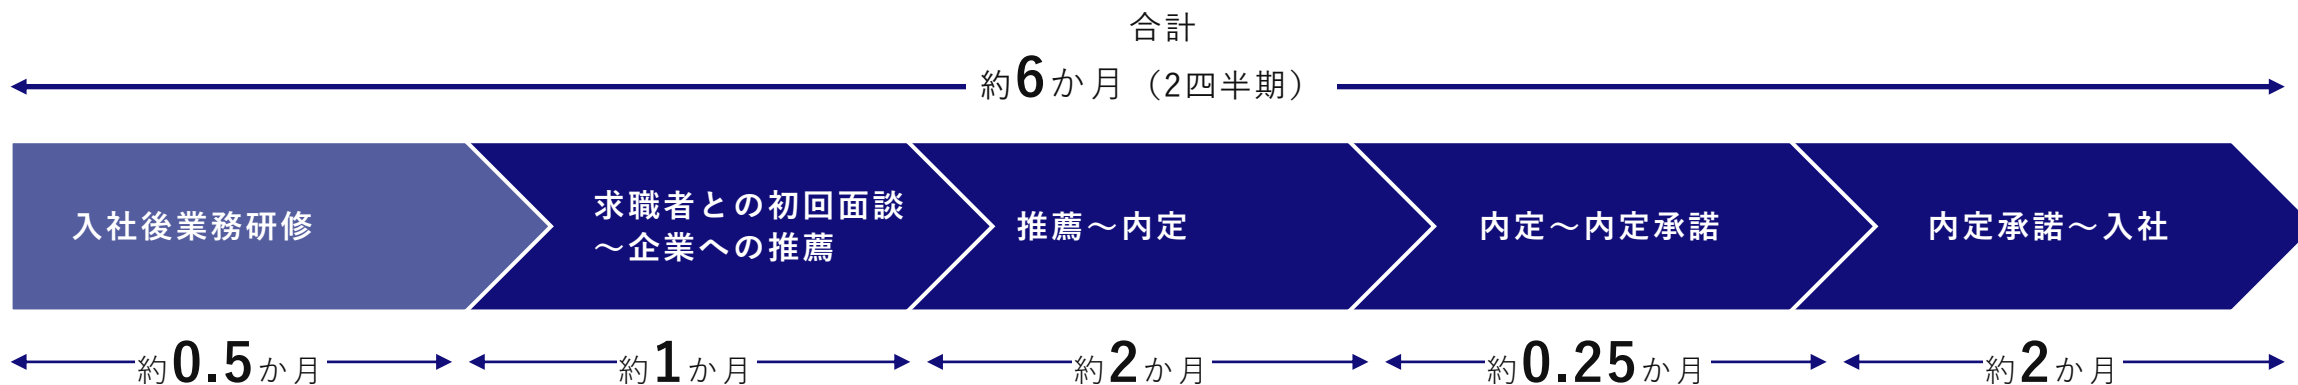 合計
約6か月（2四半期）
入社後業務研修
求職者との初回面談
～企業への推薦
推薦～内定
内定～内定承諾
内定承諾～入社
約0.5か月
約1か月
約2か月
約0.25か月
約2か月